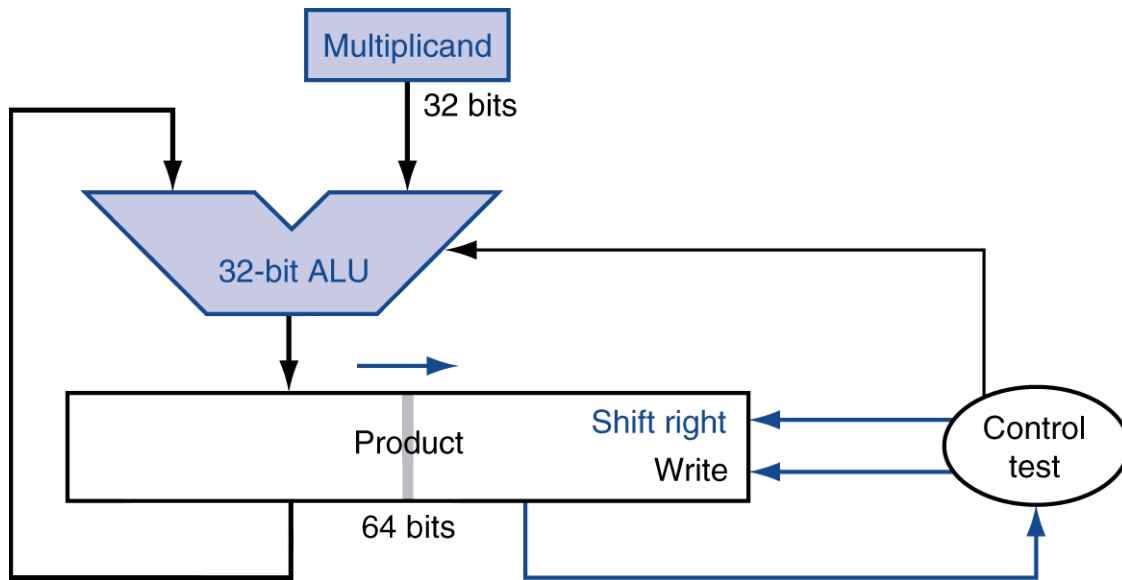 Multiplicand
32 bits
32-bit ALU
Product
Shift right
Write
64 bits
Control
test